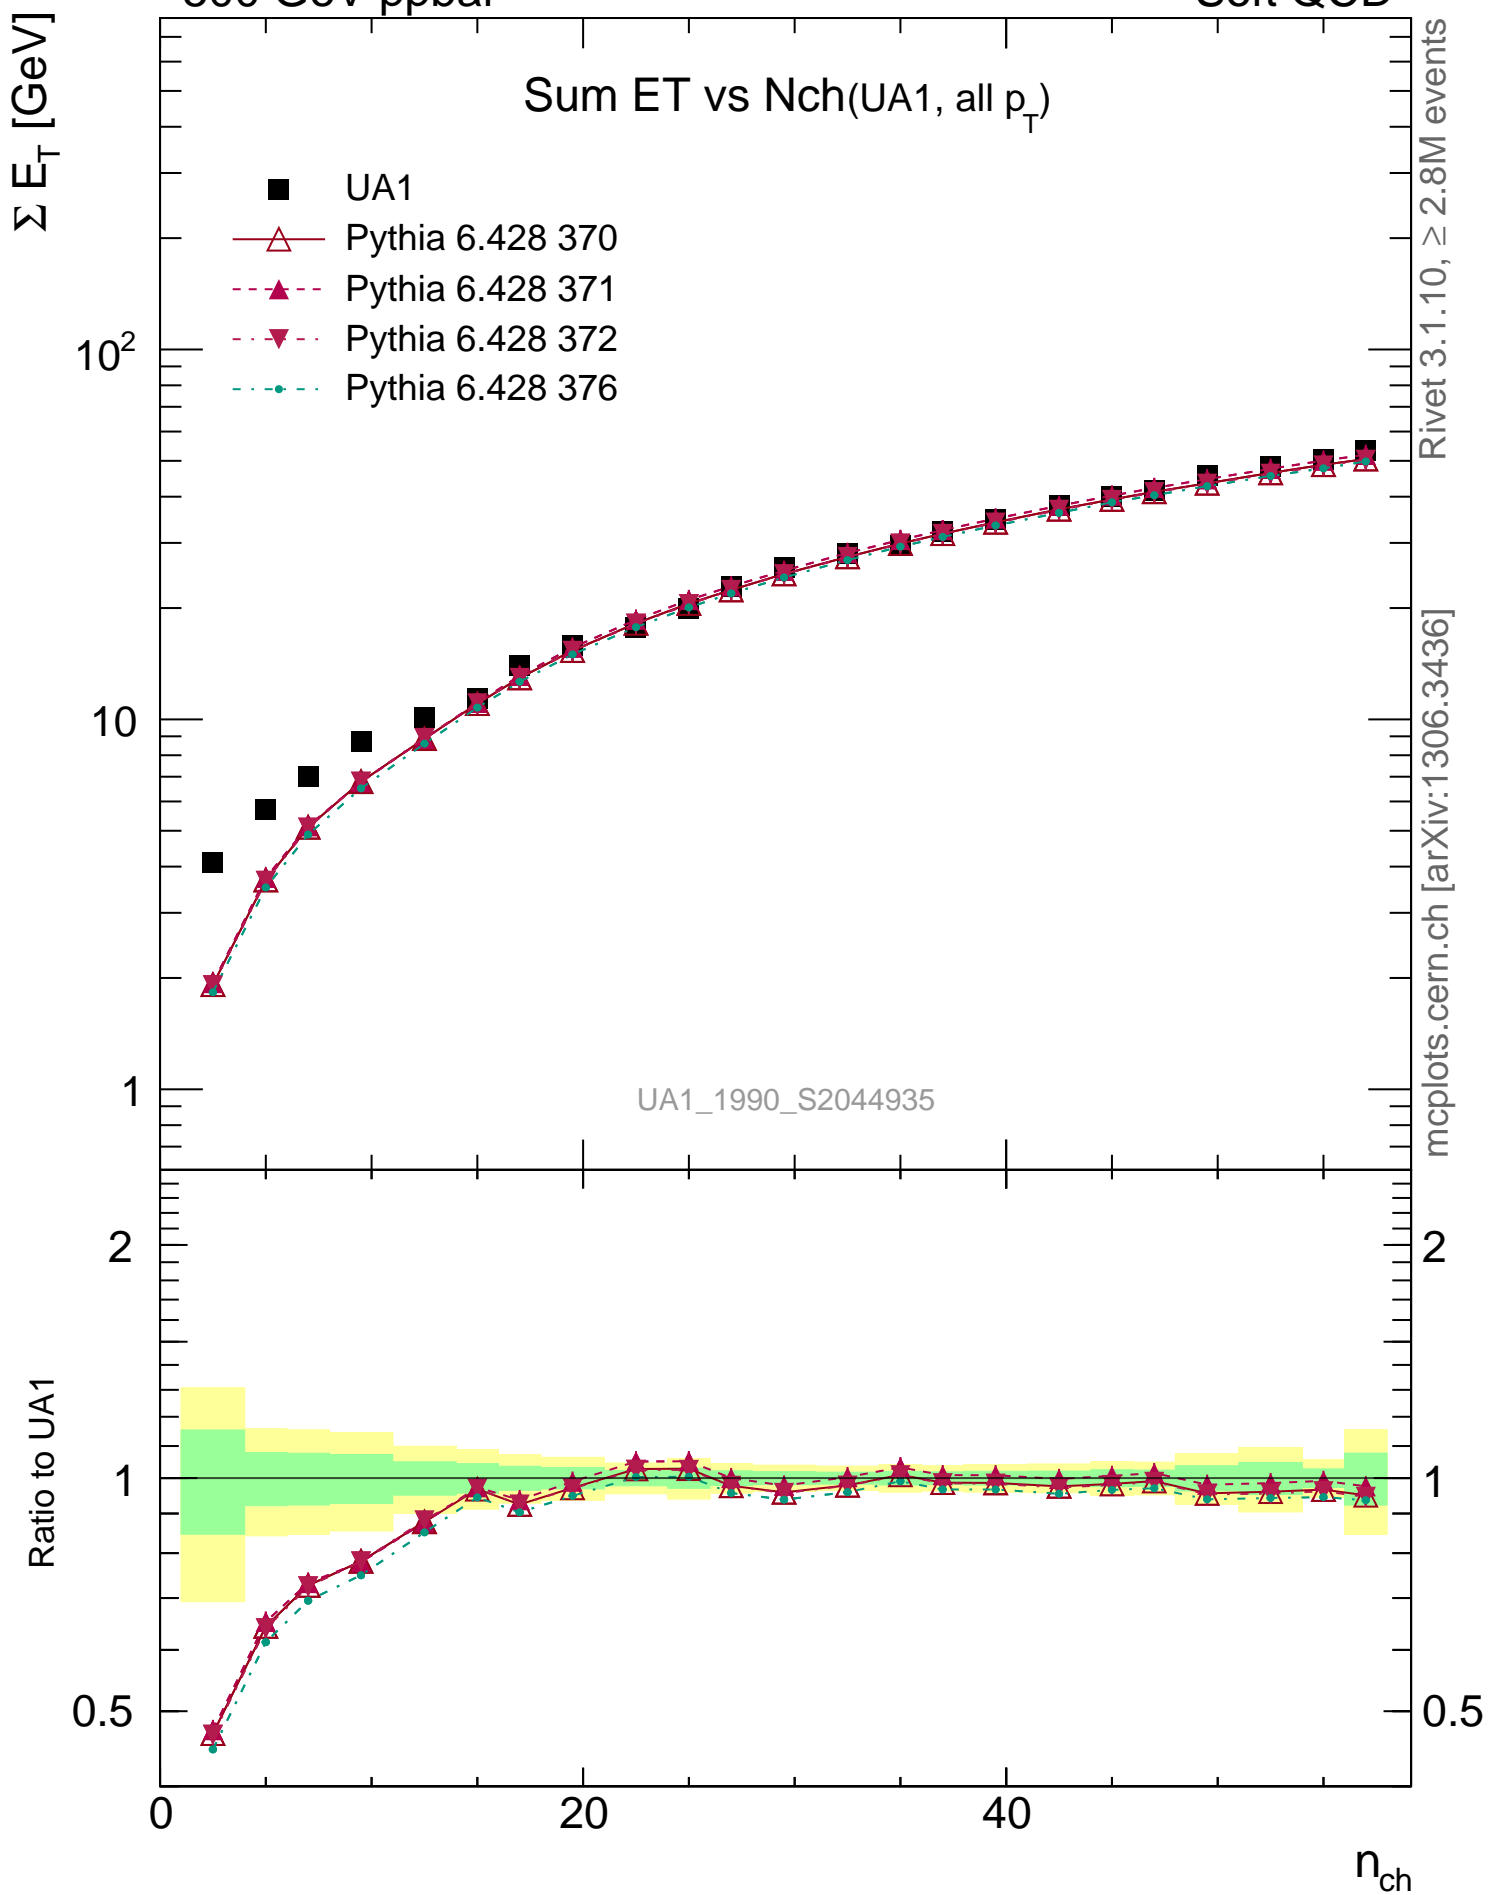 Sum ET vs Nch(UA1, all p_T)
UA1
Pythia 6.428 370
Pythia 6.428 371
Pythia 6.428 372
Pythia 6.428 376
Σ E_T [GeV]
10²
10
1
UA1_1990_S2044935
Rivet 3.1.10, ≥ 2.8M events
mcplots.cern.ch [arXiv:1306.3436]
Ratio to UA1
2
1
0.5
2
1
0.5
0
20
40
n_ch